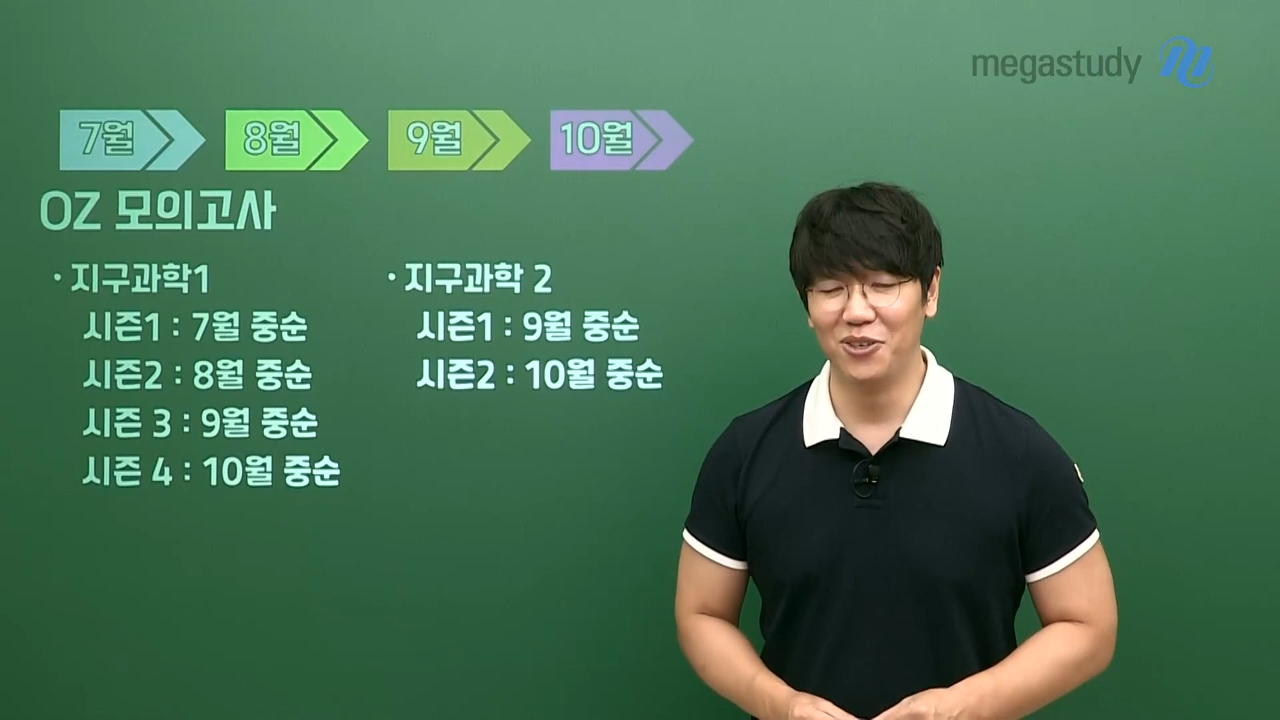 megastudy
7월
8월
9월
10월
OZ 모의고사
· 지구과학1
시즌1 : 7월 중순
시즌2 : 8월 중순
시즌 3 : 9월 중순
시즌 4 : 10월 중순
· 지구과학 2
시즌1 : 9월 중순
시즌2 : 10월 중순